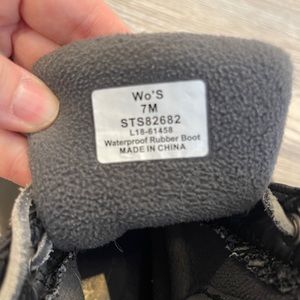 Wo'S
7M
STS82682
L18-61458
Waterproof Rubber Boot
MADE IN CHINA